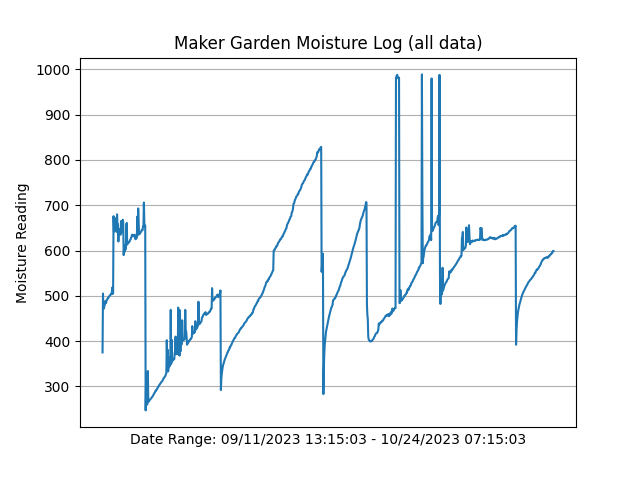 Maker Garden Moisture Log (all data)
1000
900
800
700
600
500
400
300
Moisture Reading
Date Range: 09/11/2023 13:15:03 - 10/24/2023 07:15:03